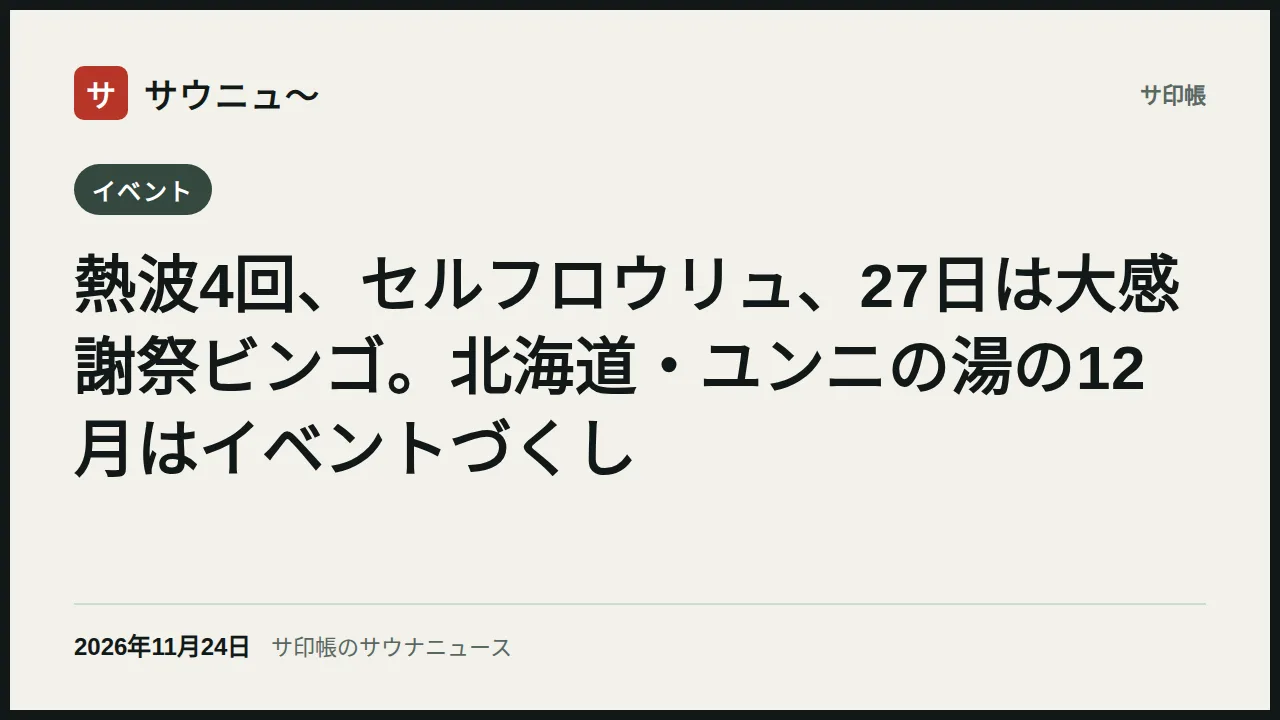 サ サウニュ〜
サ印帳
イベント
熱波4回、セルフロウリュ、27日は大感
謝祭ビンゴ。北海道・ユンニの湯の12
月はイベントづくし
2026年11月24日 サ印帳のサウナニュース